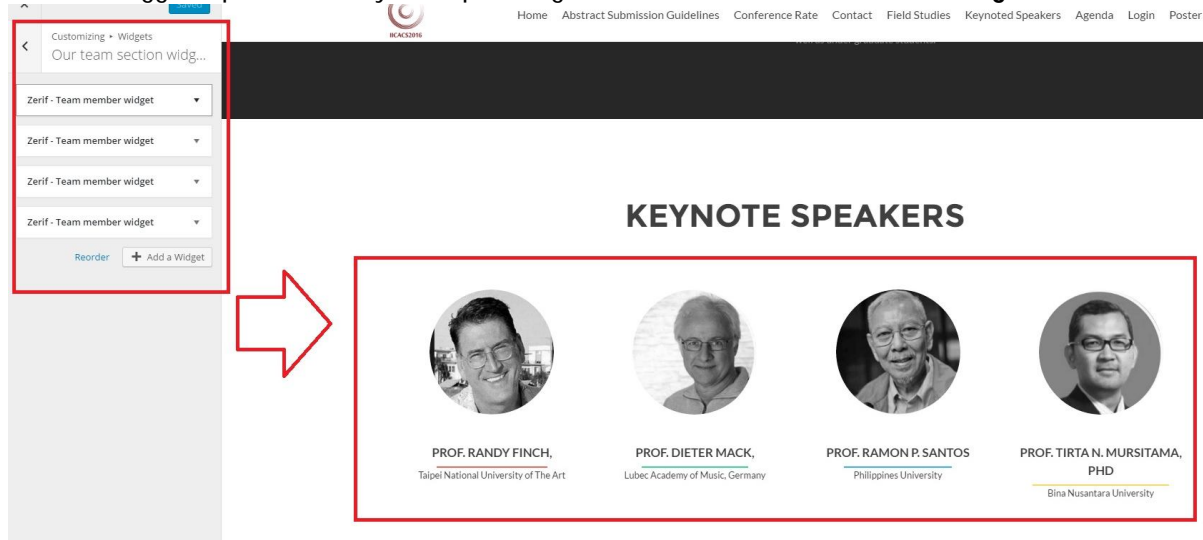 Saved
IICACS2016
Home Abstract Submission Guidelines Conference Rate Contact Field Studies Keynoted Speakers Agenda Login Poster
Customizing ▸ Widgets
Our team section widg...
Zerif - Team member widget
Zerif - Team member widget
Zerif - Team member widget
Zerif - Team member widget
Reorder + Add a Widget
KEYNOTE SPEAKERS
PROF. RANDY FINCH,
Taipei National University of The Art
PROF. DIETER MACK,
Lubec Academy of Music, Germany
PROF. RAMON P. SANTOS
Philippines University
PROF. TIRTA N. MURSITAMA,
PHD
Bina Nusantara University